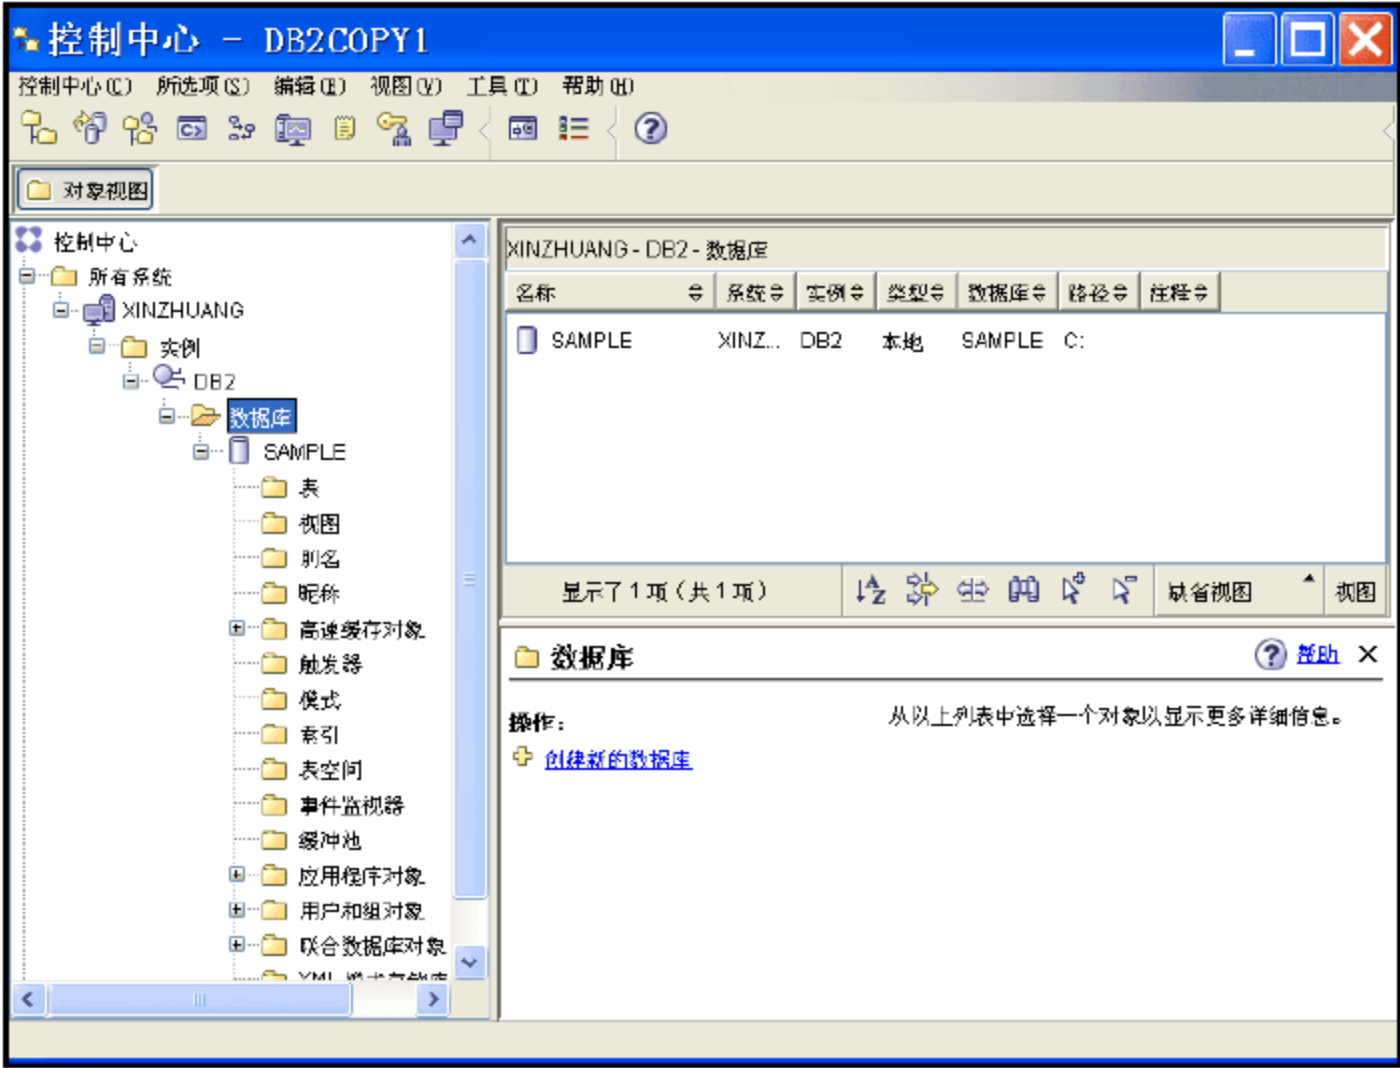 控制中心 - DB2COPY1
控制中心(C) 所选项(S) 编辑(E) 视图(V) 工具(T) 帮助(H)
对象视图
控制中心
所有系统
XINZHUANG
实例
DB2
数据库
SAMPLE
表
视图
别名
昵称
高速缓存对象
触发器
模式
索引
表空间
事件监视器
缓冲池
应用程序对象
用户和组对象
联合数据库对象
XML 模式存储库
XINZHUANG - DB2 - 数据库
名称 系统 实例 类型 数据库 路径 注释
SAMPLE XINZ... DB2 本地 SAMPLE C:
显示了 1 项 (共 1 项) 缺省视图 视图
数据库 帮助
操作: 从以上列表中选择一个对象以显示更多详细信息。
创建新的数据库